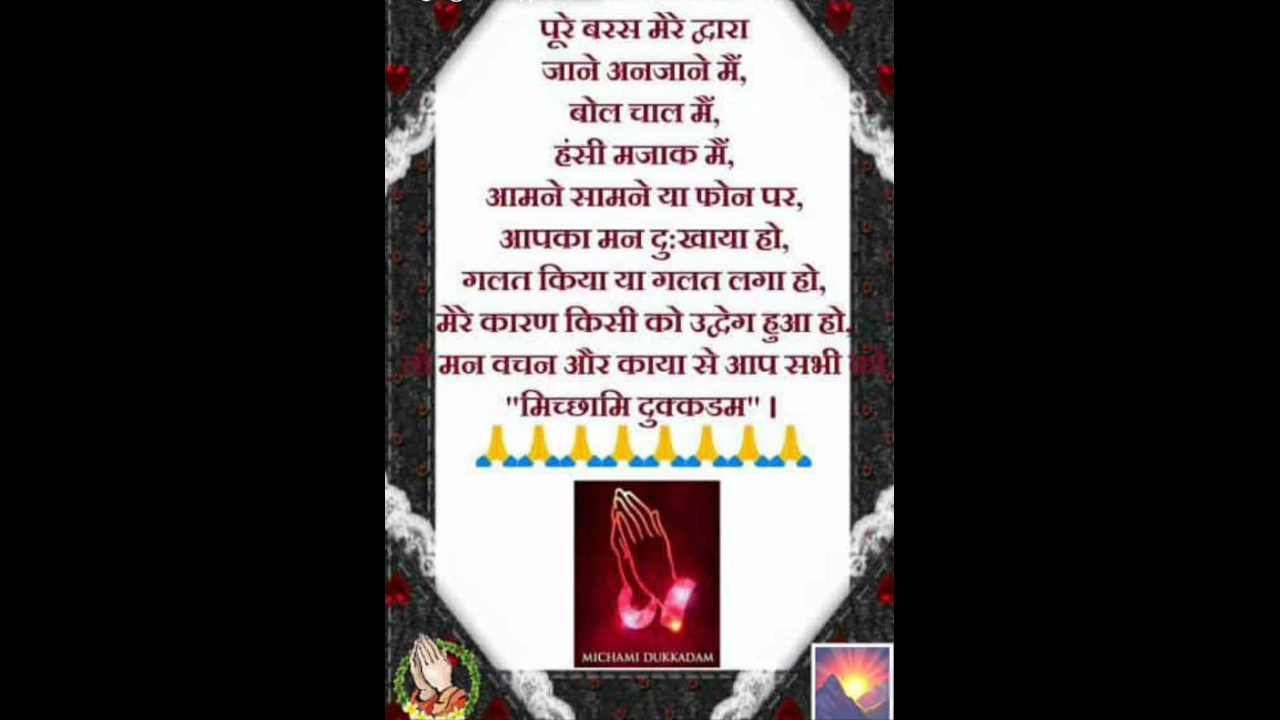 पूरे बरस मेरे द्वारा
जाने अनजाने मैं,
बोल चाल मैं,
हंसी मजाक मैं,
आमने सामने या फोन पर,
आपका मन दुःखाया हो,
गलत किया या गलत लगा हो,
मेरे कारण किसी को उद्वेग हुआ हो,
तो मन वचन और काया से आप सभी को,
"मिच्छामि दुक्कडम" ।
MICHAMI DUKKADAM